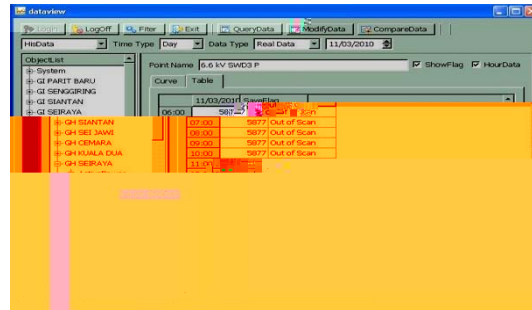 dataview
Login LogOff Filter Exit QueryData ModifyData CompareData
HisData Time Type Day Data Type Real Data 11/03/2010
ObjectList Point Name 6.6 kV SWD3 P ShowFlag HourData
System
GI PARIT BARU Curve Table
GI SENGGIRING
GI SIANTAN 11/03/2010 SaveFlag
GI SEIRAYA 06:00
GH SIANTAN 07:00 5877 Out of Scan
GH SEI JAWI 08:00 5877 Out of Scan
GH CEMARA 09:00 5877 Out of Scan
GH KUALA DUA 10:00 5877 Out of Scan
GH SEIRAYA 11:00